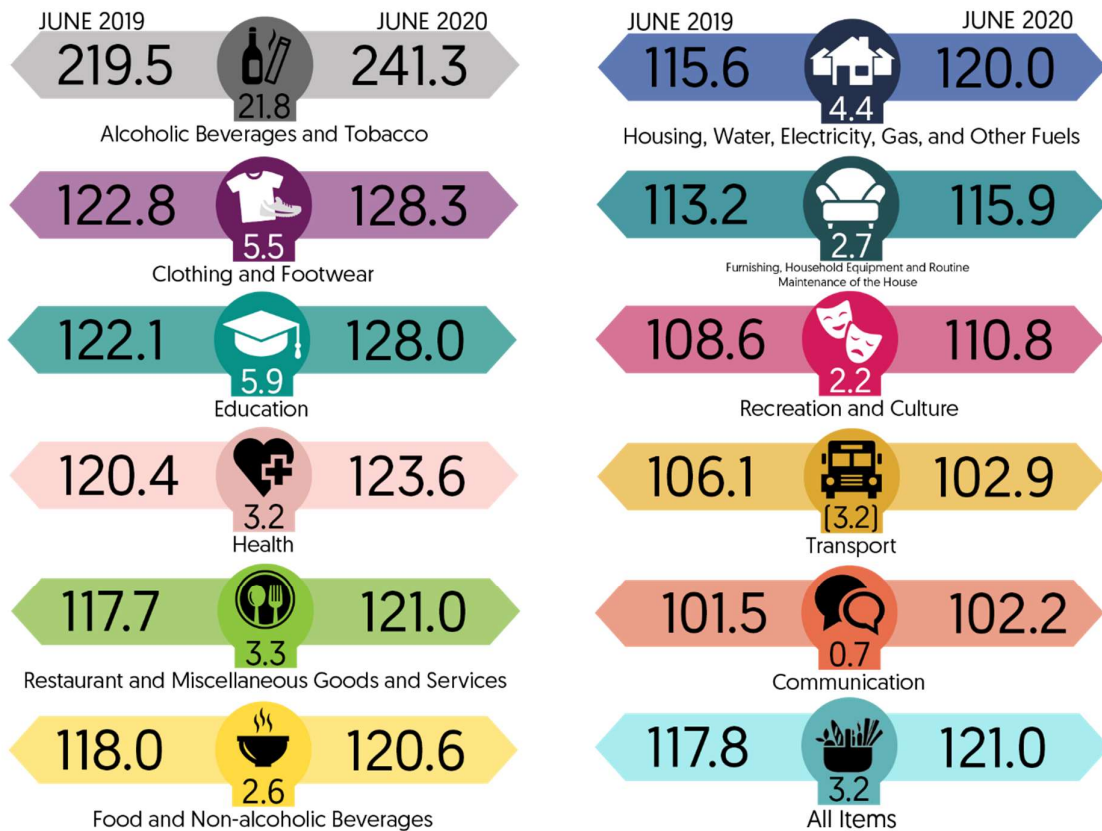 JUNE 2019 JUNE 2020
219.5 241.3
21.8
Alcoholic Beverages and Tobacco
122.8 128.3
5.5
Clothing and Footwear
122.1 128.0
5.9
Education
120.4 123.6
3.2
Health
117.7 121.0
3.3
Restaurant and Miscellaneous Goods and Services
118.0 120.6
2.6
Food and Non-alcoholic Beverages
JUNE 2019 JUNE 2020
115.6 120.0
4.4
Housing, Water, Electricity, Gas, and Other Fuels
113.2 115.9
2.7
Furnishing, Household Equipment and Routine
Maintenance of the House
108.6 110.8
2.2
Recreation and Culture
106.1 102.9
(3.2)
Transport
101.5 102.2
0.7
Communication
117.8 121.0
3.2
All Items